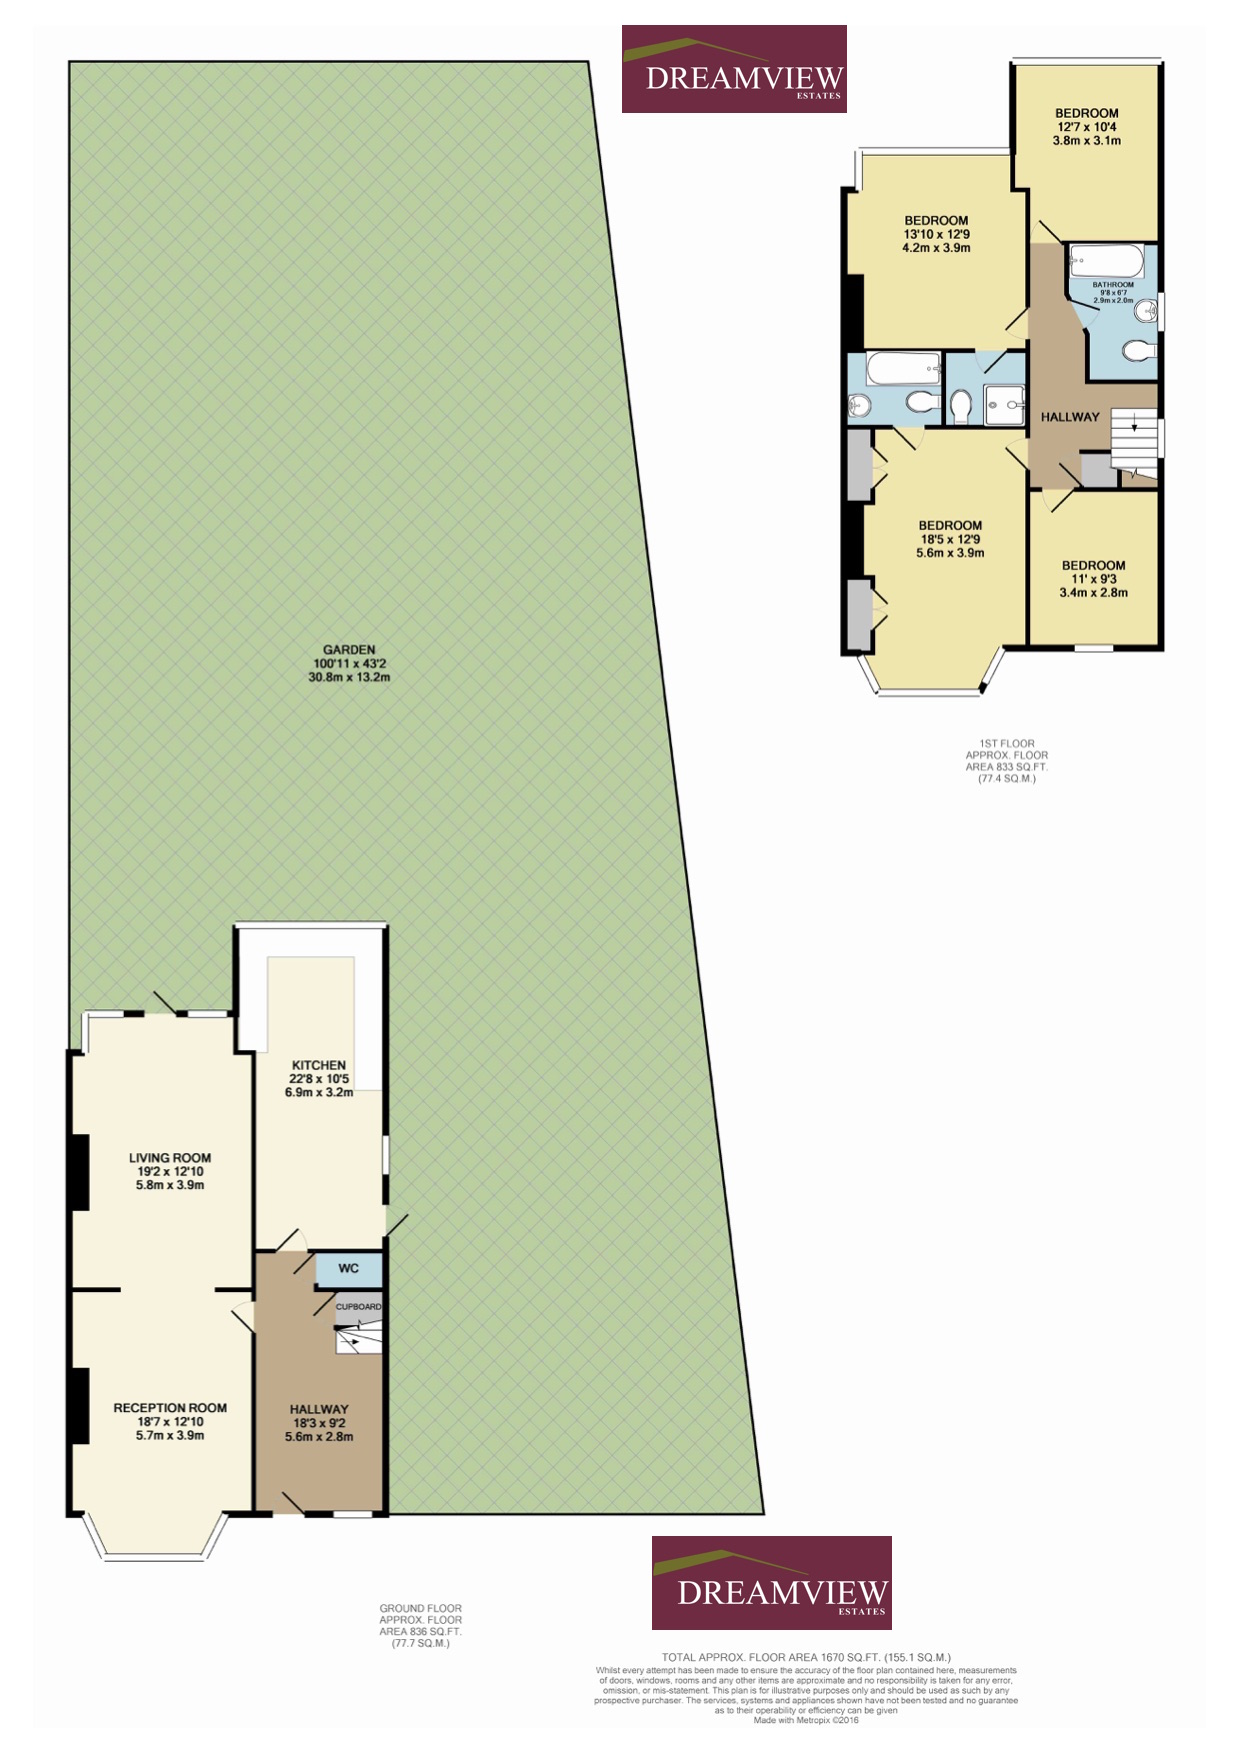 DREAMVIEW
ESTATES
BEDROOM
12'7 x 10'4
3.8m x 3.1m
BEDROOM
13'10 x 12'9
4.2m x 3.9m
BATHROOM
9'8 x 6'7
2.9m x 2.0m
HALLWAY
BEDROOM
18'5 x 12'9
5.6m x 3.9m
BEDROOM
11' x 9'3
3.4m x 2.8m
1ST FLOOR
APPROX. FLOOR
AREA 833 SQ.FT.
(77.4 SQ.M.)
GARDEN
100'11 x 43'2
30.8m x 13.2m
KITCHEN
22'8 x 10'5
6.9m x 3.2m
LIVING ROOM
19'2 x 12'10
5.8m x 3.9m
WC
CUPBOARD
RECEPTION ROOM
18'7 x 12'10
5.7m x 3.9m
HALLWAY
18'3 x 9'2
5.6m x 2.8m
GROUND FLOOR
APPROX. FLOOR
AREA 836 SQ.FT.
(77.7 SQ.M.)
DREAMVIEW
ESTATES
TOTAL APPROX. FLOOR AREA 1670 SQ.FT. (155.1 SQ.M.)
Whilst every attempt has been made to ensure the accuracy of the floor plan contained here, measurements
of doors, windows, rooms and any other items are approximate and no responsibility is taken for any error,
omission, or mis-statement. This plan is for illustrative purposes only and should be used as such by any
prospective purchaser. The services, systems and appliances shown have not been tested and no guarantee
as to their operability or efficiency can be given
Made with Metropix ©2016